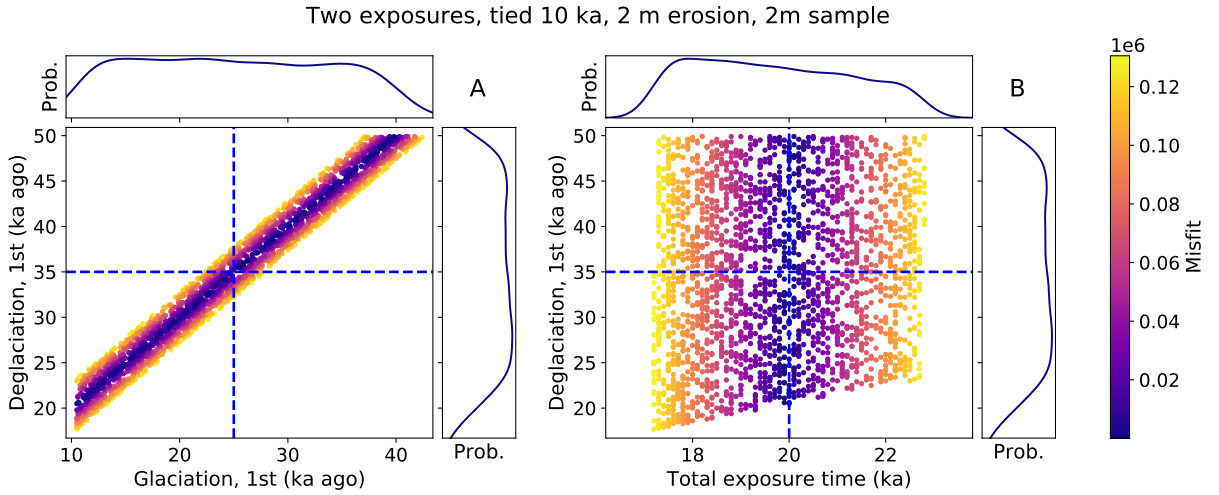 Two exposures, tied 10 ka, 2 m erosion, 2m sample
Prob.
A
Prob.
B
1e6
50
45
40
35
30
25
20
Deglaciation, 1st (ka ago)
10
20
30
40
Glaciation, 1st (ka ago)
Prob.
50
45
40
35
30
25
20
Deglaciation, 1st (ka ago)
18
19
20
22
Total exposure time (ka)
Prob.
0.12
0.10
0.08
0.06
0.04
0.02
Misfit